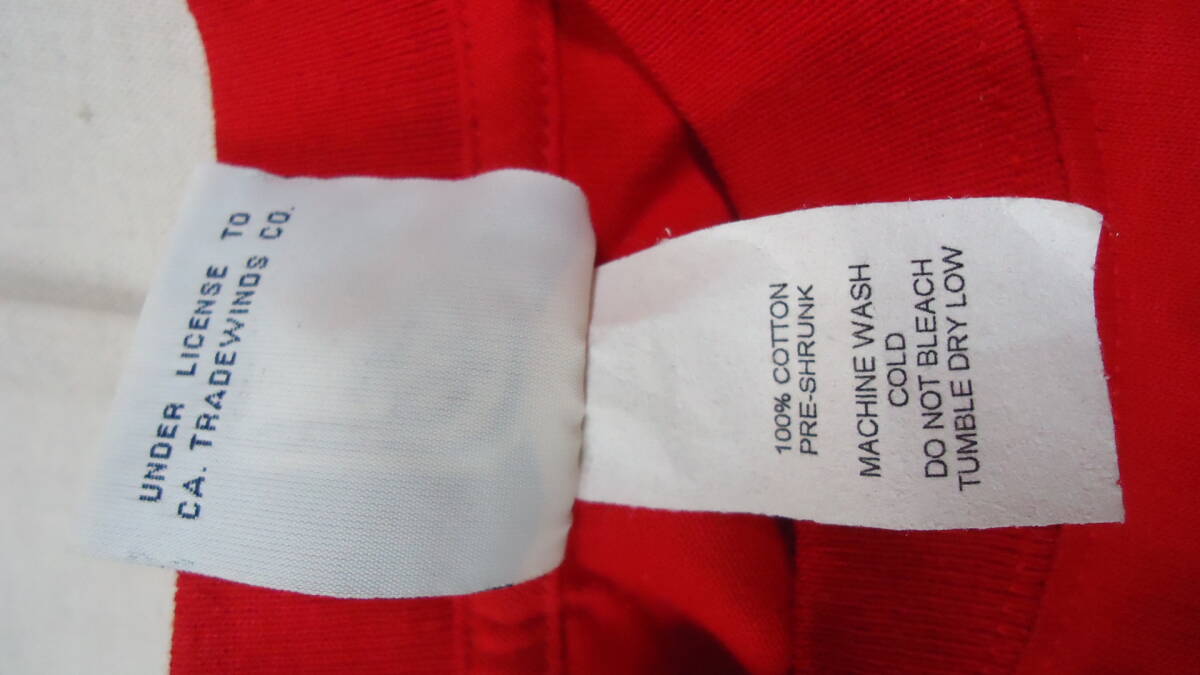 UNDER LICENSE TO
CA. TRADEWINDS CO.
100% COTTON
PRE-SHRUNK
MACHINE WASH
COLD
DO NOT BLEACH
TUMBLE DRY LOW